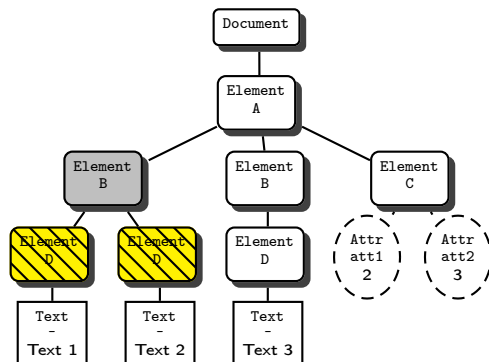 Document
Element
A
Element
B
Element
B
Element
C
Element
D
Element
D
Element
D
Attr
att1
2
Attr
att2
3
Text
-
Text 1
Text
-
Text 2
Text
-
Text 3